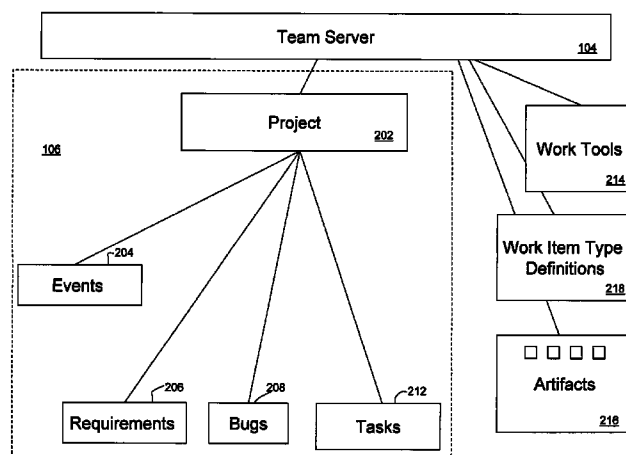 Team Server
104
106
Project
202
Work Tools
214
204
Events
Work Item Type
Definitions
218
206
Requirements
208
Bugs
212
Tasks
Artifacts
216